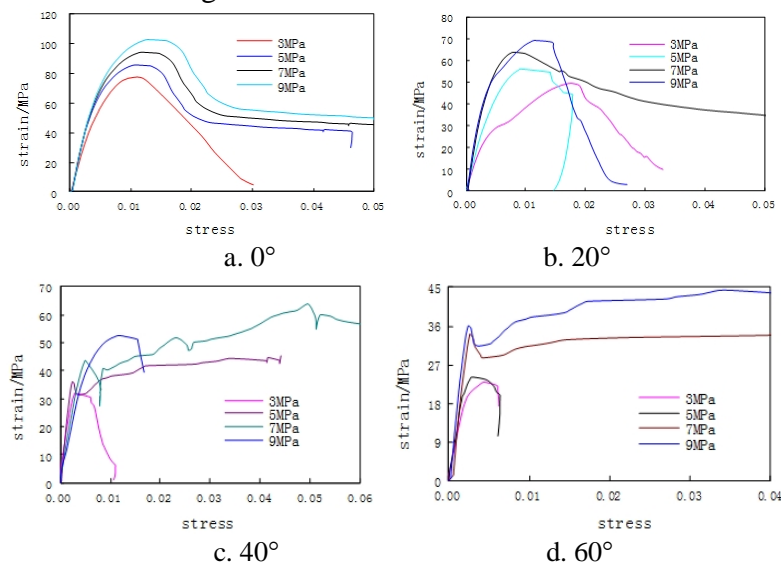 120
100
80
60
40
20
0
strain/MPa
3MPa
5MPa
7MPa
9MPa
0.00 0.01 0.02 0.03 0.04 0.05
stress
a. 0°
80
70
60
50
40
30
20
10
0
strain/MPa
3MPa
5MPa
7MPa
9MPa
0.00 0.01 0.02 0.03 0.04 0.05
stress
b. 20°
70
60
50
40
30
20
10
0
strain/MPa
3MPa
5MPa
7MPa
9MPa
0.00 0.01 0.02 0.03 0.04 0.05 0.06
stress
c. 40°
45
36
27
18
9
0
strain/MPa
3MPa
5MPa
7MPa
9MPa
0.00 0.01 0.02 0.03 0.04
stress
d. 60°